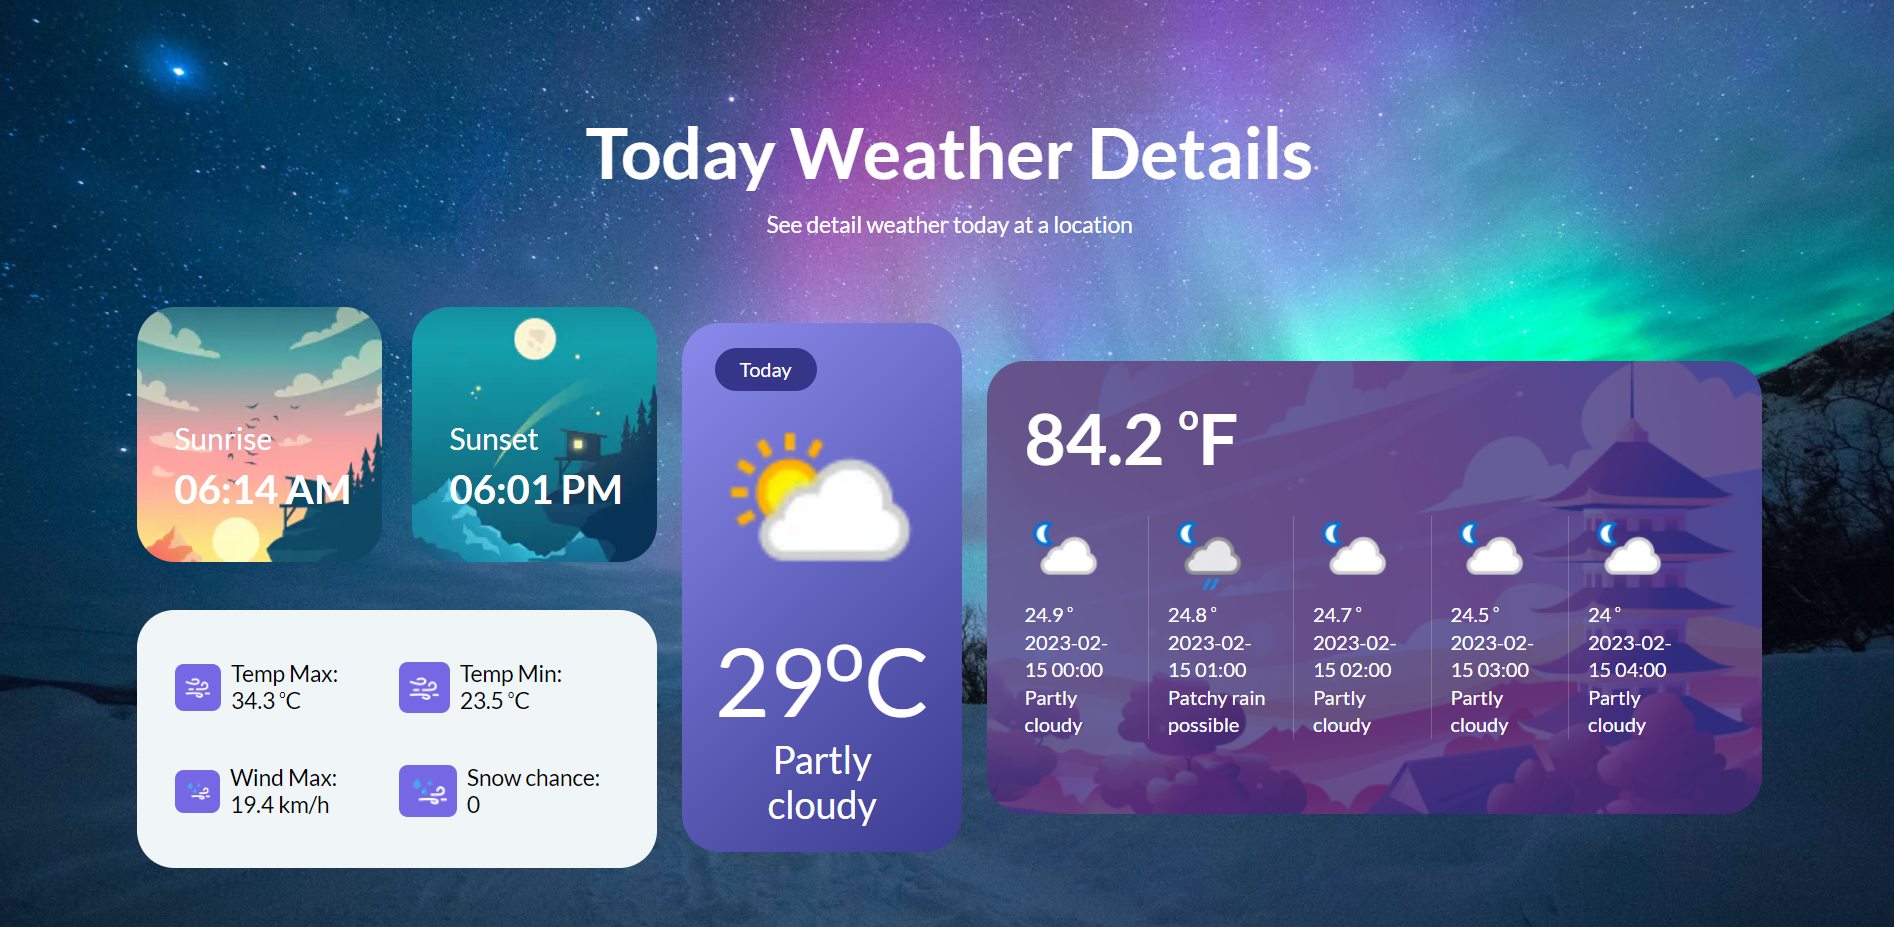 Today Weather Details
See detail weather today at a location
Sunrise
06:14 AM
Sunset
06:01 PM
Temp Max:
34.3 °C
Temp Min:
23.5 °C
Wind Max:
19.4 km/h
Snow chance:
0
Today
29°C
Partly
cloudy
84.2 °F
24.9 °
2023-02-
15 00:00
Partly
cloudy
24.8 °
2023-02-
15 01:00
Patchy rain
possible
24.7 °
2023-02-
15 02:00
Partly
cloudy
24.5 °
2023-02-
15 03:00
Partly
cloudy
24 °
2023-02-
15 04:00
Partly
cloudy